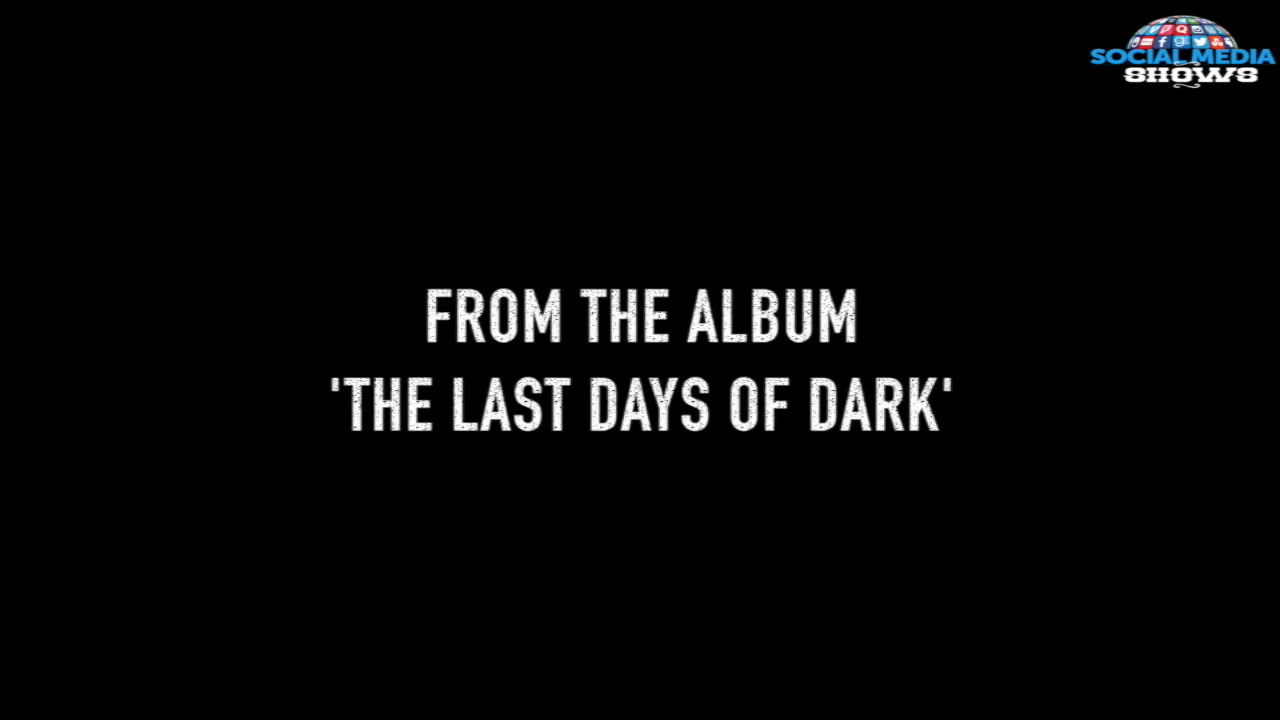 SOCIAL MEDIA
SHOWS
FROM THE ALBUM
'THE LAST DAYS OF DARK'